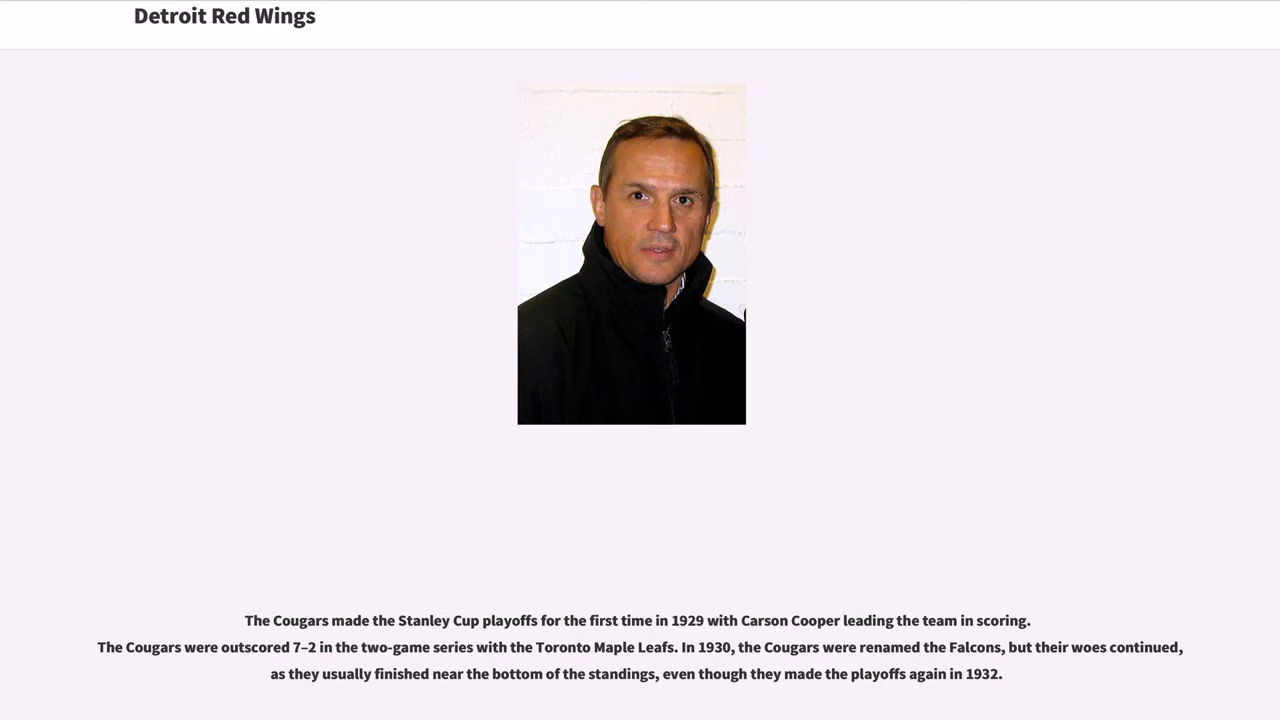 Detroit Red Wings
The Cougars made the Stanley Cup playoffs for the first time in 1929 with Carson Cooper leading the team in scoring.
The Cougars were outscored 7–2 in the two-game series with the Toronto Maple Leafs. In 1930, the Cougars were renamed the Falcons, but their woes continued,
as they usually finished near the bottom of the standings, even though they made the playoffs again in 1932.